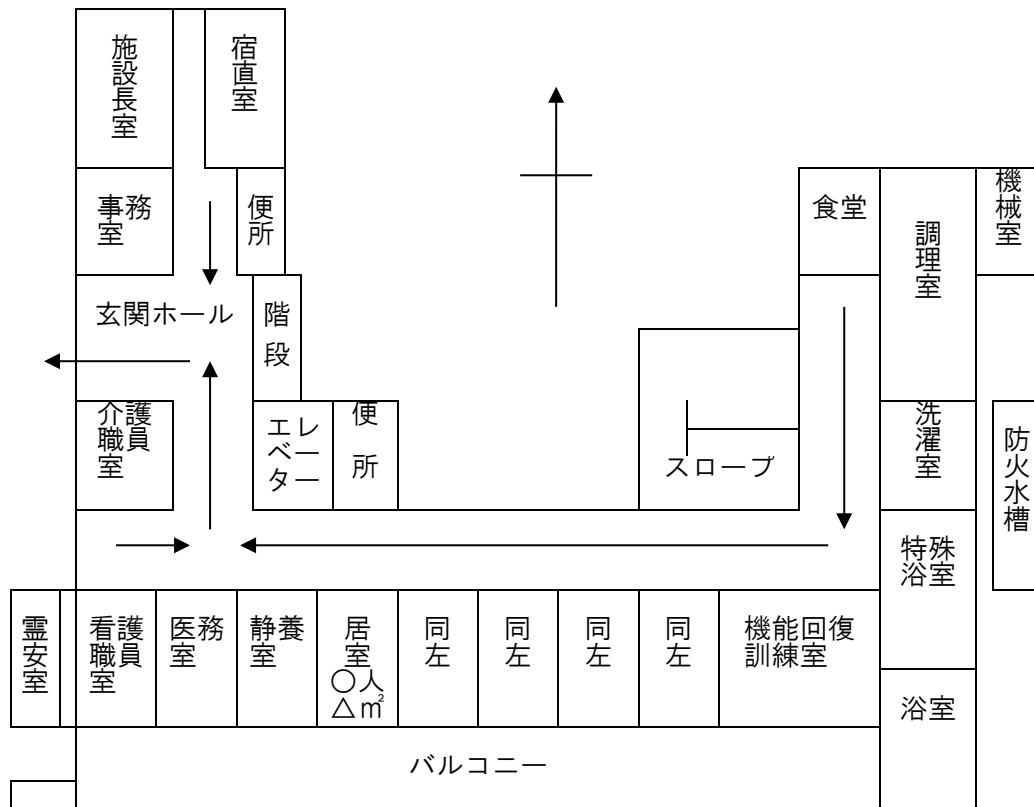 施設長室
宿直室
事務
室
便所
食堂
調理室
機械室
玄関ホール
階段
介護
職員
室
エレ
ベー
ター
便所
スロープ
洗濯室
防火水槽
特殊
浴室
霊安室
看護
職員
室
医務
室
静養
室
居室
〇人
△㎡
同左
同左
同左
同左
機能回復
訓練室
浴室
バルコニー